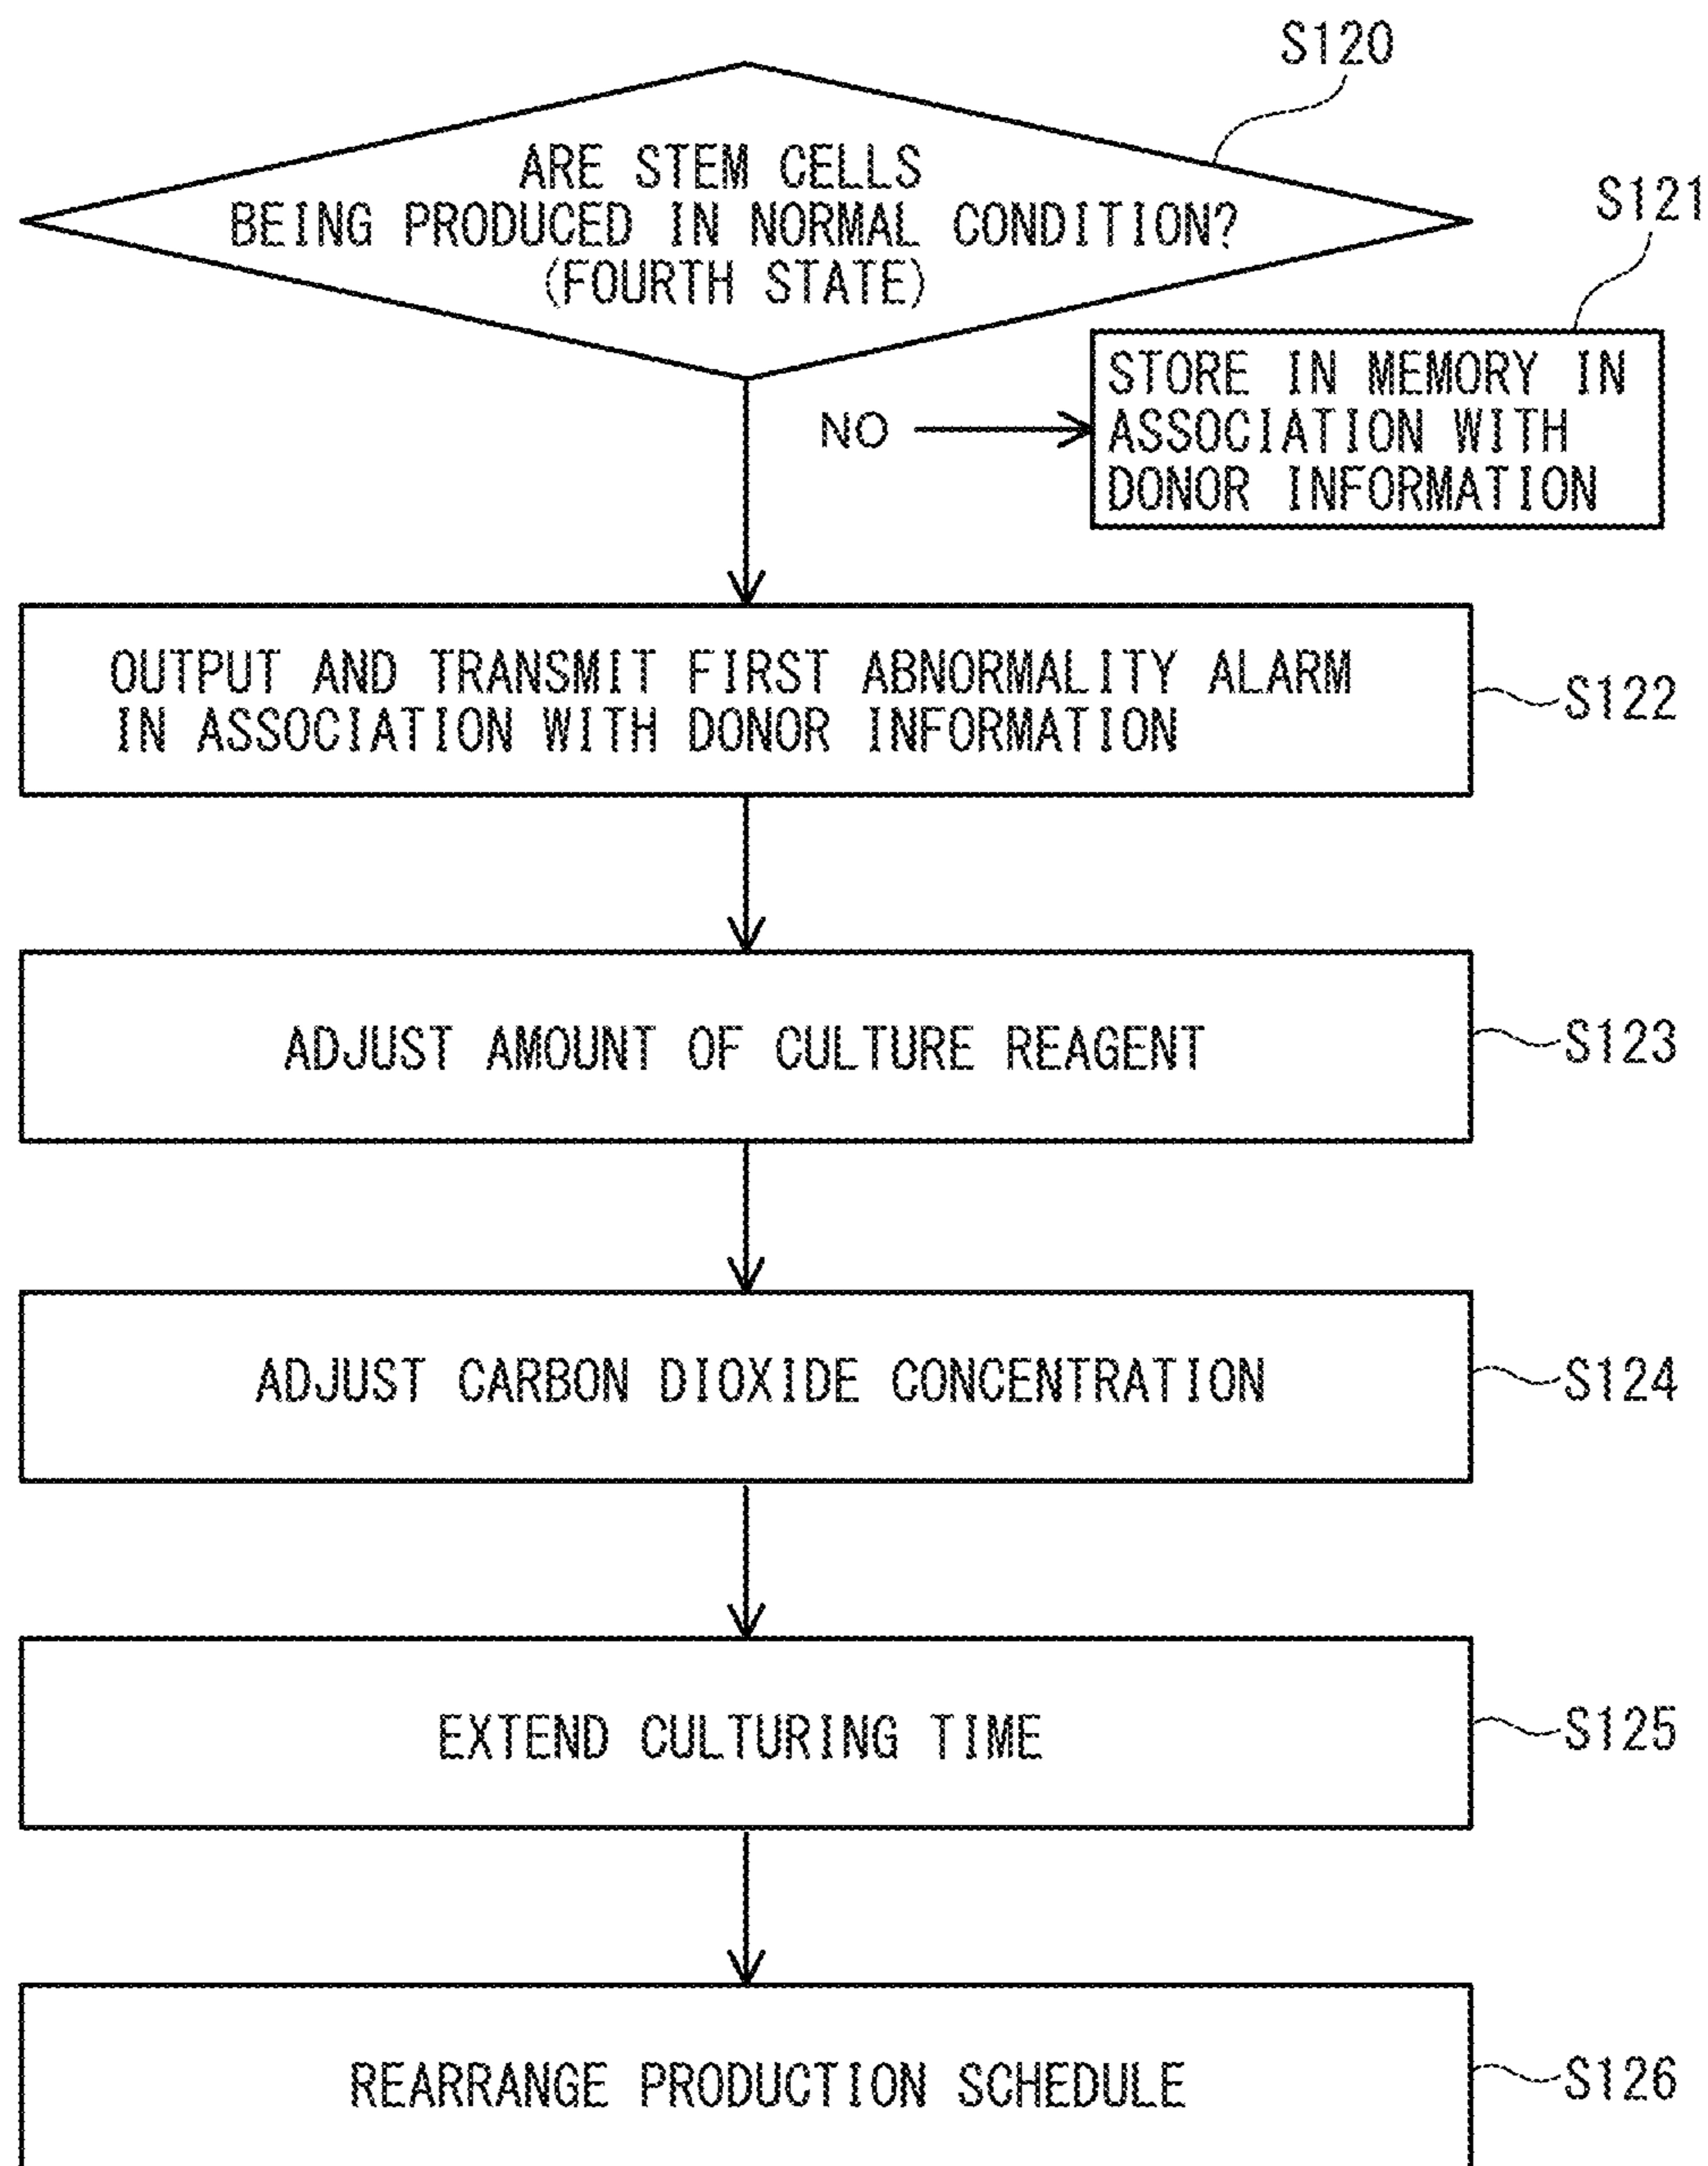 S120
ARE STEM CELLS
BEING PRODUCED IN NORMAL CONDITION?
(FOURTH STATE)
S121
STORE IN MEMORY IN
ASSOCIATION WITH
DONOR INFORMATION
NO
OUTPUT AND TRANSMIT FIRST ABNORMALITY ALARM
IN ASSOCIATION WITH DONOR INFORMATION
S122
ADJUST AMOUNT OF CULTURE REAGENT
S123
ADJUST CARBON DIOXIDE CONCENTRATION
S124
EXTEND CULTURING TIME
S125
REARRANGE PRODUCTION SCHEDULE
S126